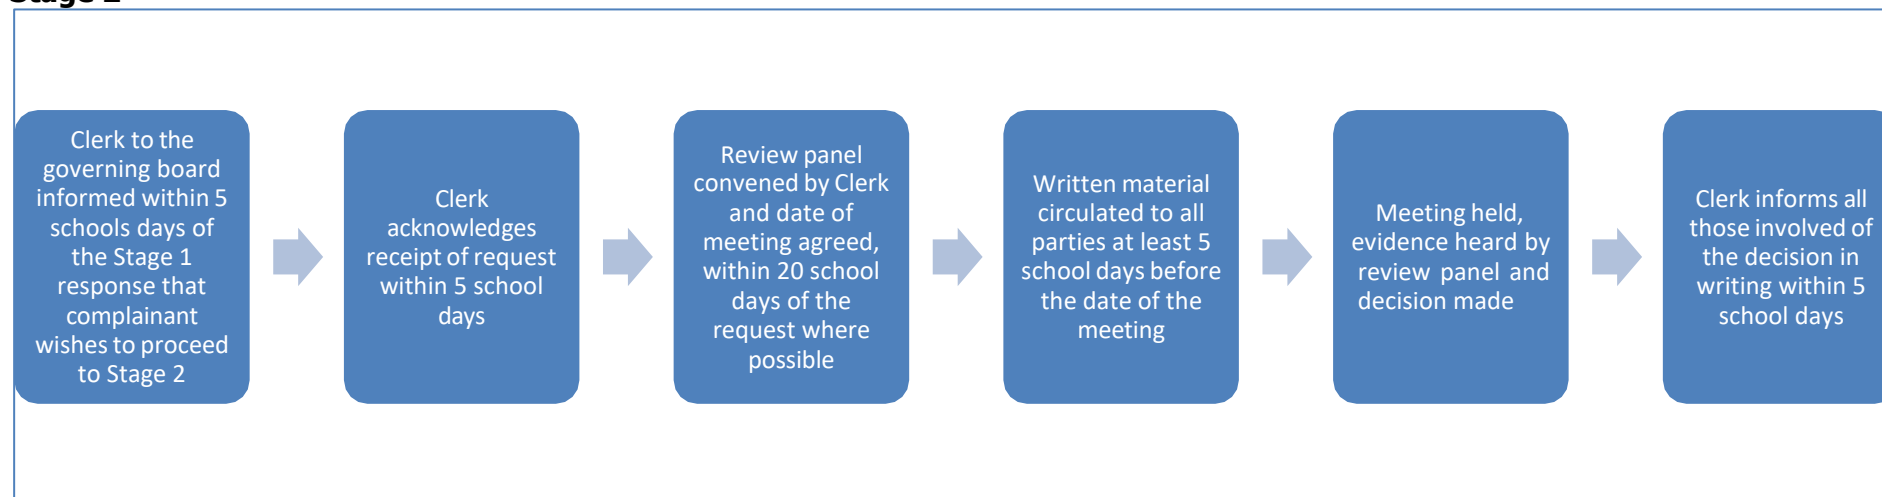 Clerk to the
governing board
informed within 5
schools days of
the Stage 1
response that
complainant
wishes to proceed
to Stage 2
Clerk
acknowledges
receipt of request
within 5 school
days
Review panel
convened by Clerk
and date of
meeting agreed,
within 20 school
days of the
request where
possible
Written material
circulated to all
parties at least 5
school days before
the date of the
meeting
Meeting held,
evidence heard by
review panel and
decision made
Clerk informs all
those involved of
the decision in
writing within 5
school days